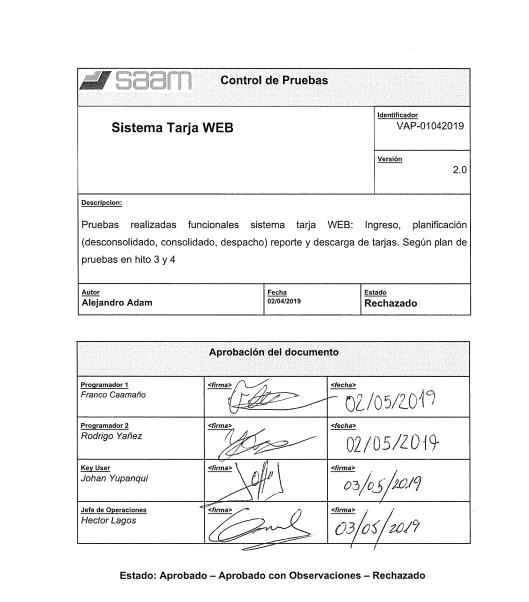 saam
Control de Pruebas
Sistema Tarja WEB
Identificador
VAP-01042019
Versión
2.0
Descripcion:
Pruebas realizadas funcionales sistema tarja WEB: Ingreso, planificación
(desconsolidado, consolidado, despacho) reporte y descarga de tarjas. Según plan de
pruebas en hito 3 y 4
Autor
Alejandro Adam
Fecha
02/04/2019
Estado
Rechazado
Aprobación del documento
Programador 1
Franco Caamaño
<firma>
<fecha>
02/05/2019
Programador 2
Rodrigo Yañez
<firma>
<fecha>
02/05/2019
Key User
Johan Yupanqui
<firma>
<firma>
03/05/2019
Jefe de Operaciones
Hector Lagos
<firma>
<firma>
03/05/2019
Estado: Aprobado – Aprobado con Observaciones – Rechazado